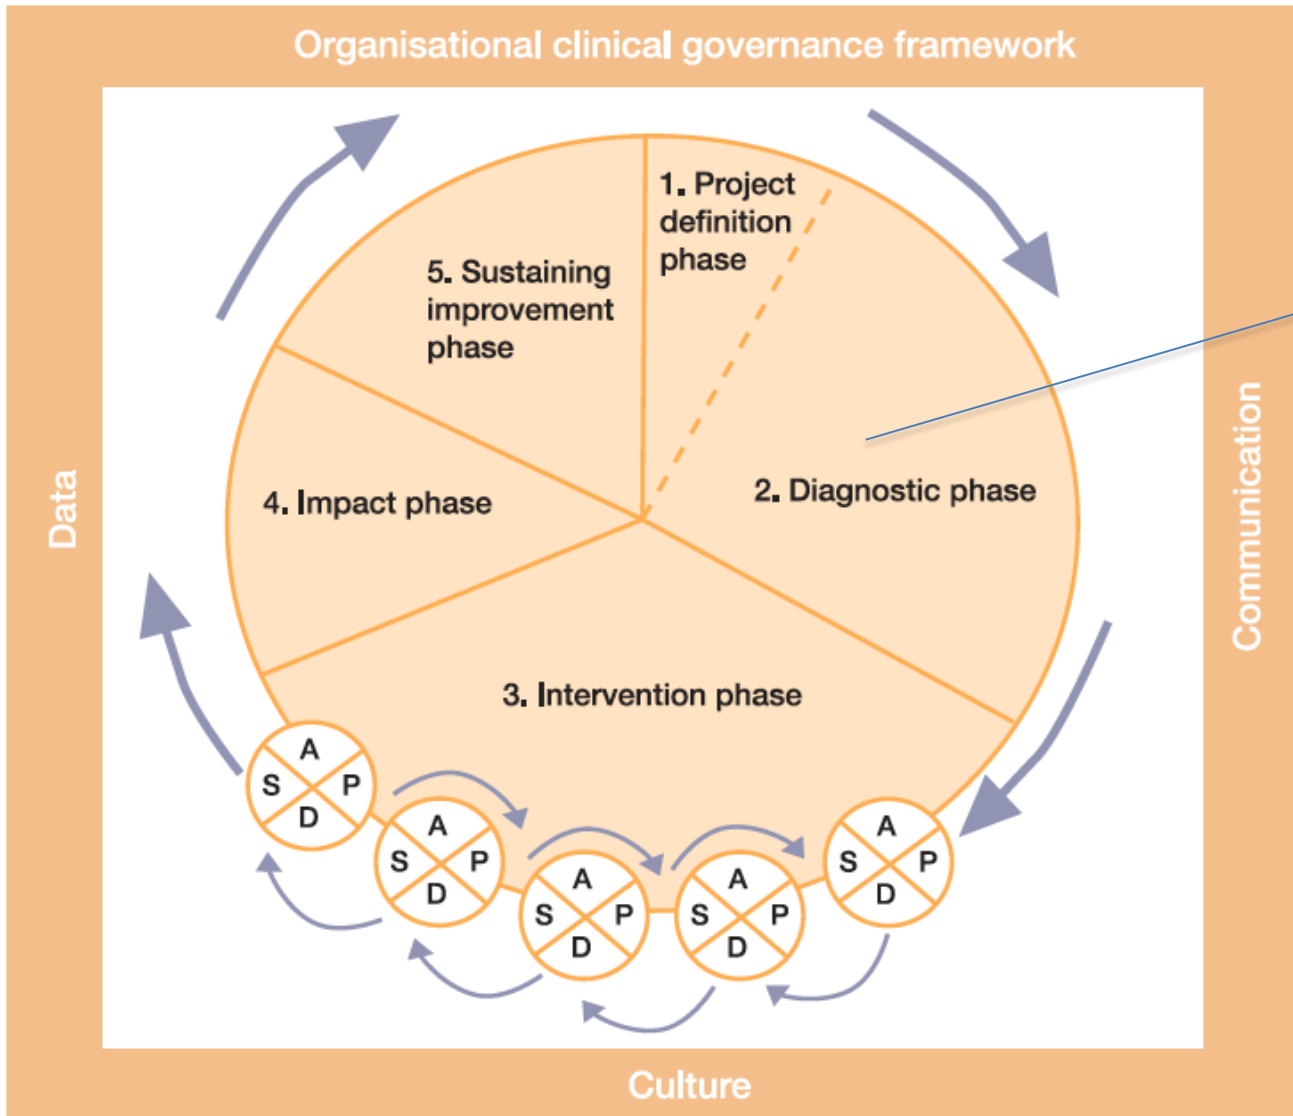 Organisational clinical governance framework
1. Project
definition
phase
5. Sustaining
improvement
phase
2. Diagnostic phase
4. Impact phase
3. Intervention phase
Data
Communication
A
S P
D
A
S P
D
A
S P
D
A
S P
D
A
S P
D
Culture